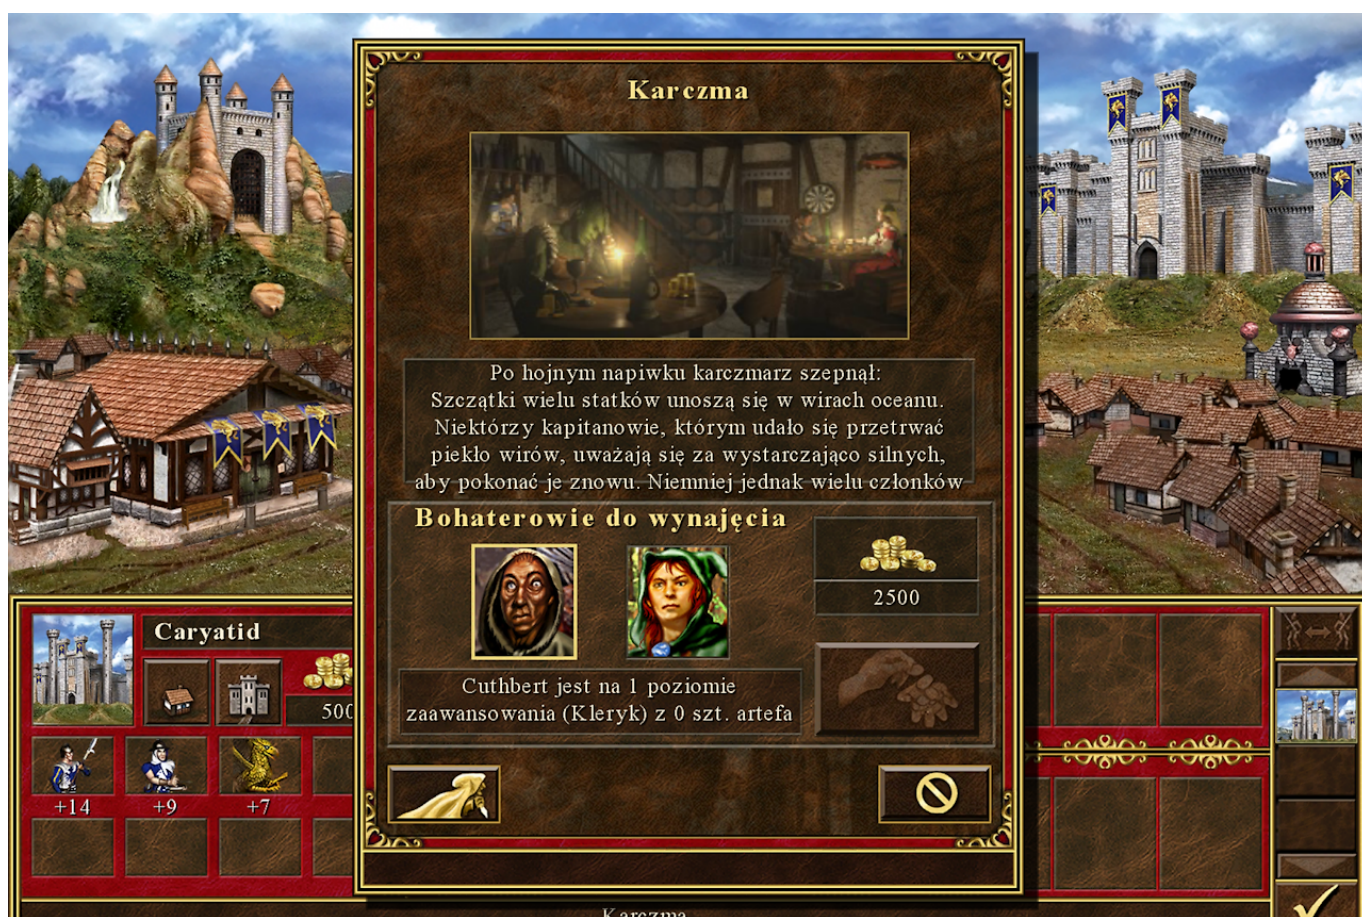 Karczma
Po hojnym napiwku karczmarz szepnął:
Szczątki wielu statków unoszą się w wirach oceanu.
Niektórzy kapitanowie, którym udało się przetrwać
piekło wirów, uważają się za wystarczająco silnych,
aby pokonać je znowu. Niemniej jednak wielu członków
Bohaterowie do wynajęcia
2500
Cuthbert jest na 1 poziomie
zaawansowania (Kleryk) z 0 szt. artefa
Caryatid
500
+14
+9
+7
Karczma